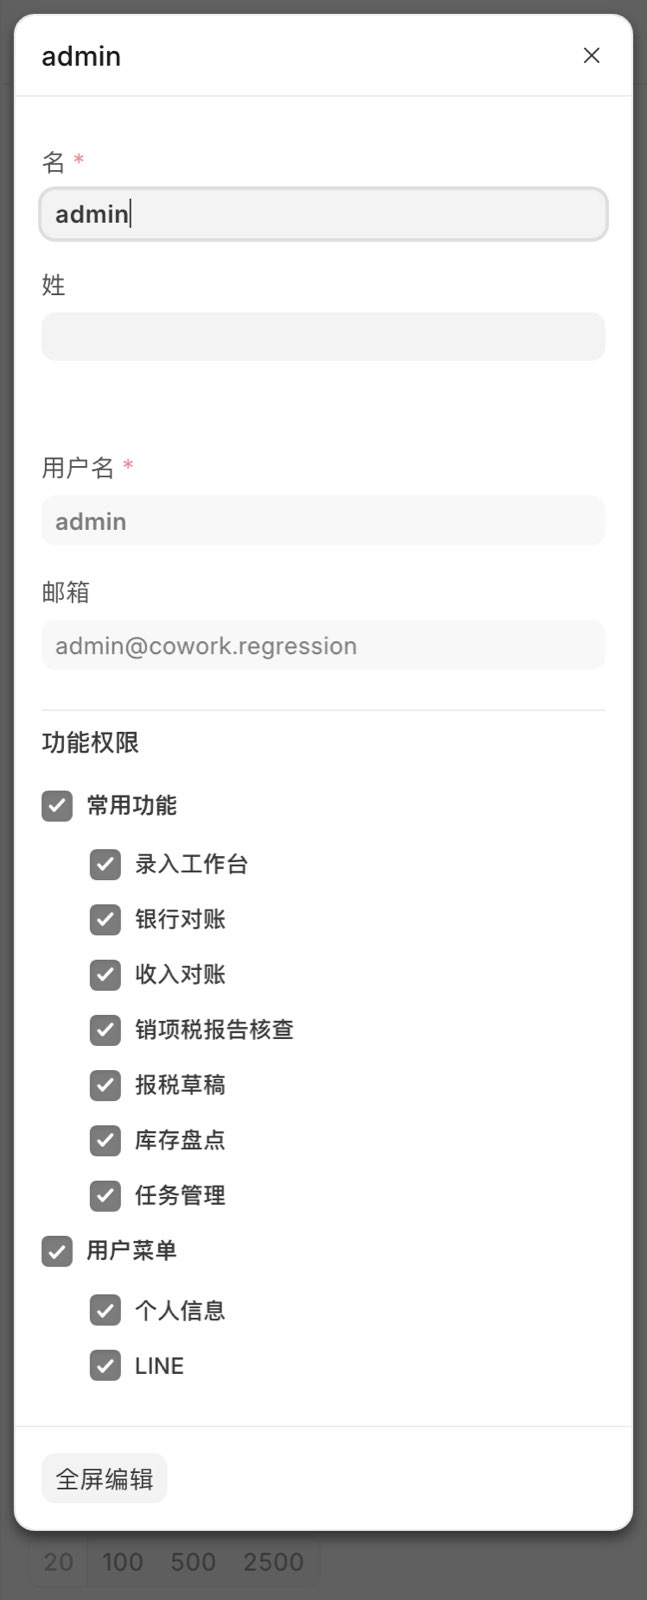 admin
名 *
admin
姓
用户名 *
admin
邮箱
admin@cowork.regression
功能权限
常用功能
录入工作台
银行对账
收入对账
销项税报告核查
报税草稿
库存盘点
任务管理
用户菜单
个人信息
LINE
全屏编辑
20 100 500 2500